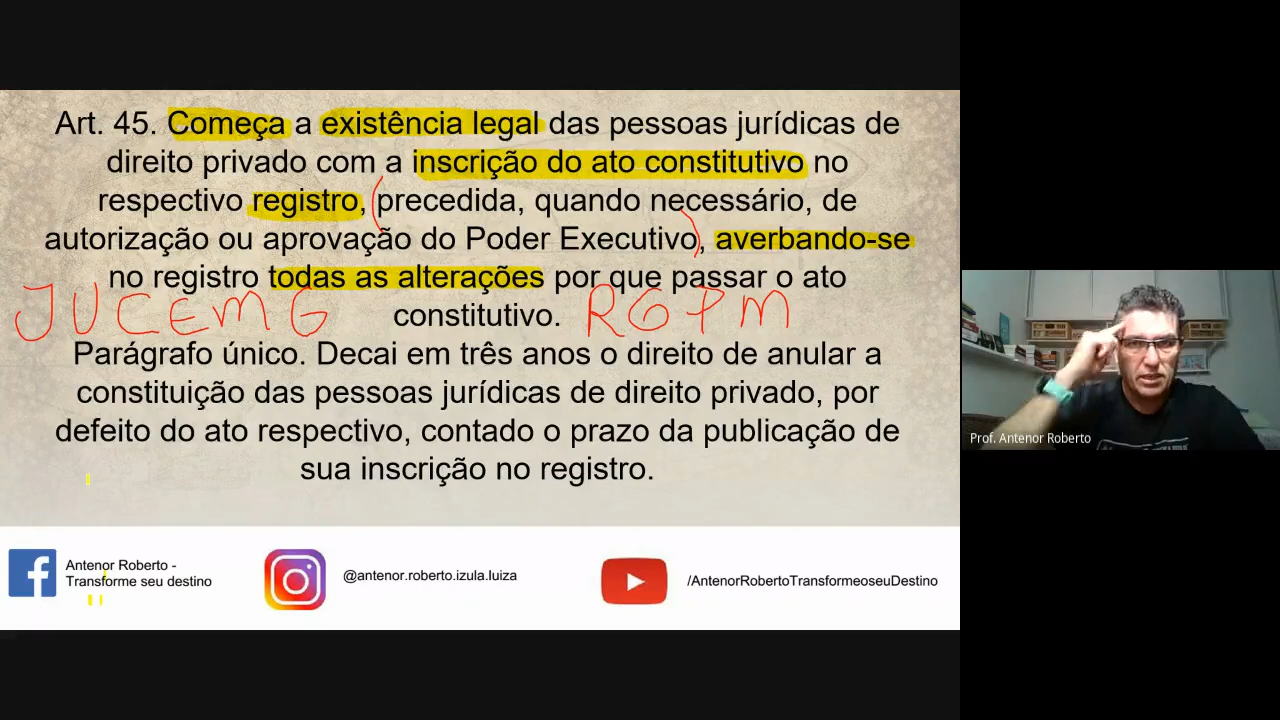 Art. 45. Começa a existência legal das pessoas jurídicas de
direito privado com a inscrição do ato constitutivo no
respectivo registro, (precedida, quando necessário, de
autorização ou aprovação do Poder Executivo), averbando-se
no registro todas as alterações por que passar o ato
JUCEMG constitutivo. RGPM
Parágrafo único. Decai em três anos o direito de anular a
constituição das pessoas jurídicas de direito privado, por
defeito do ato respectivo, contado o prazo da publicação de
sua inscrição no registro.
Prof. Antenor Roberto
Antenor Roberto -
Transforme seu destino
@antenor.roberto.izula.luiza
/AntenorRobertoTransformeoseuDestino